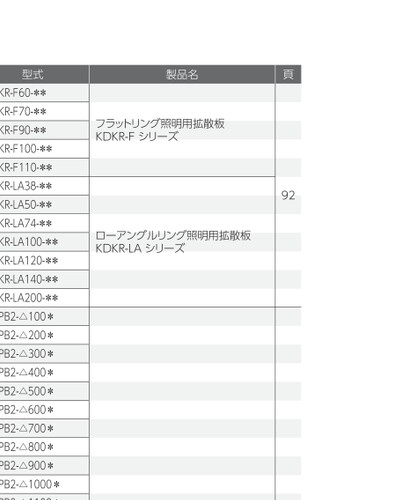 型式 製品名 頁
KR-F60-**
KR-F70-**
フラットリング照明用拡散板
KR-F90-**
KDKR-F シリーズ
KR-F100-**
KR-F110-**
KR-LA38-**
92
KR-LA50-**
KR-LA74-**
ローアングルリング照明用拡散板
KR-LA100-**
KDKR-LA シリーズ
KR-LA120-**
KR-LA140-**
KR-LA200-**
PB2-△100*
PB2-△200*
PB2-△300*
PB2-△400*
PB2-△500*
PB2-△600*
PB2-△700*
PB2-△800*
PB2-△900*
PB2-△1000*